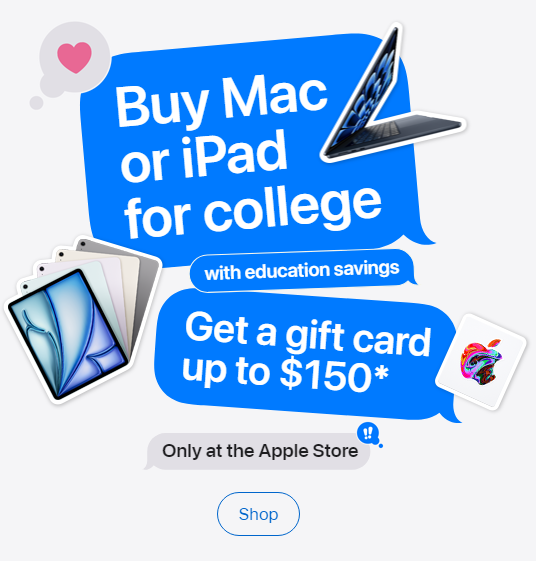 Buy Mac
or iPad
for college
with education savings
Get a gift card
up to $150*
Only at the Apple Store
!!
Shop